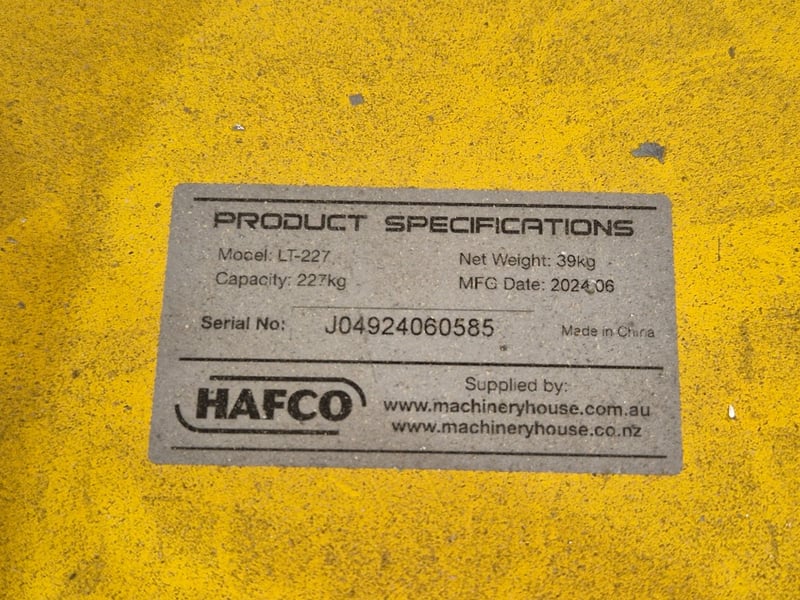 PRODUCT SPECIFICATIONS
Model: LT-227 Net Weight: 39kg
Capacity: 227kg MFG Date: 2024.06
Serial No: J04924060585 Made in China
HAFCO
Supplied by:
www.machineryhouse.com.au
www.machineryhouse.co.nz